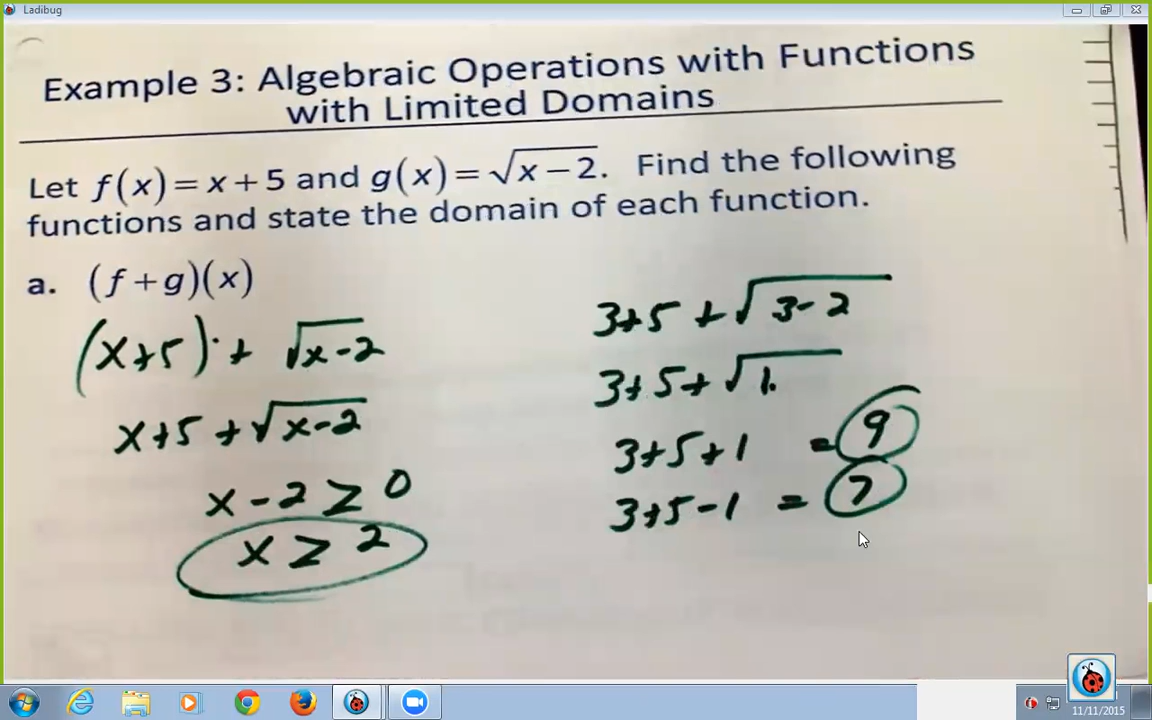 Ladibug
Example 3: Algebraic Operations with Functions
with Limited Domains
Let f(x) = x + 5 and g(x) = √x − 2. Find the following
functions and state the domain of each function.
a. (f + g)(x)
(x+5) + √x-2
x+5 + √x-2
x - 2 ≥ 0
x ≥ 2
3+5 + √3-2
3+5+√1
3+5+1 = 9
3+5-1 = 7
11/11/2015